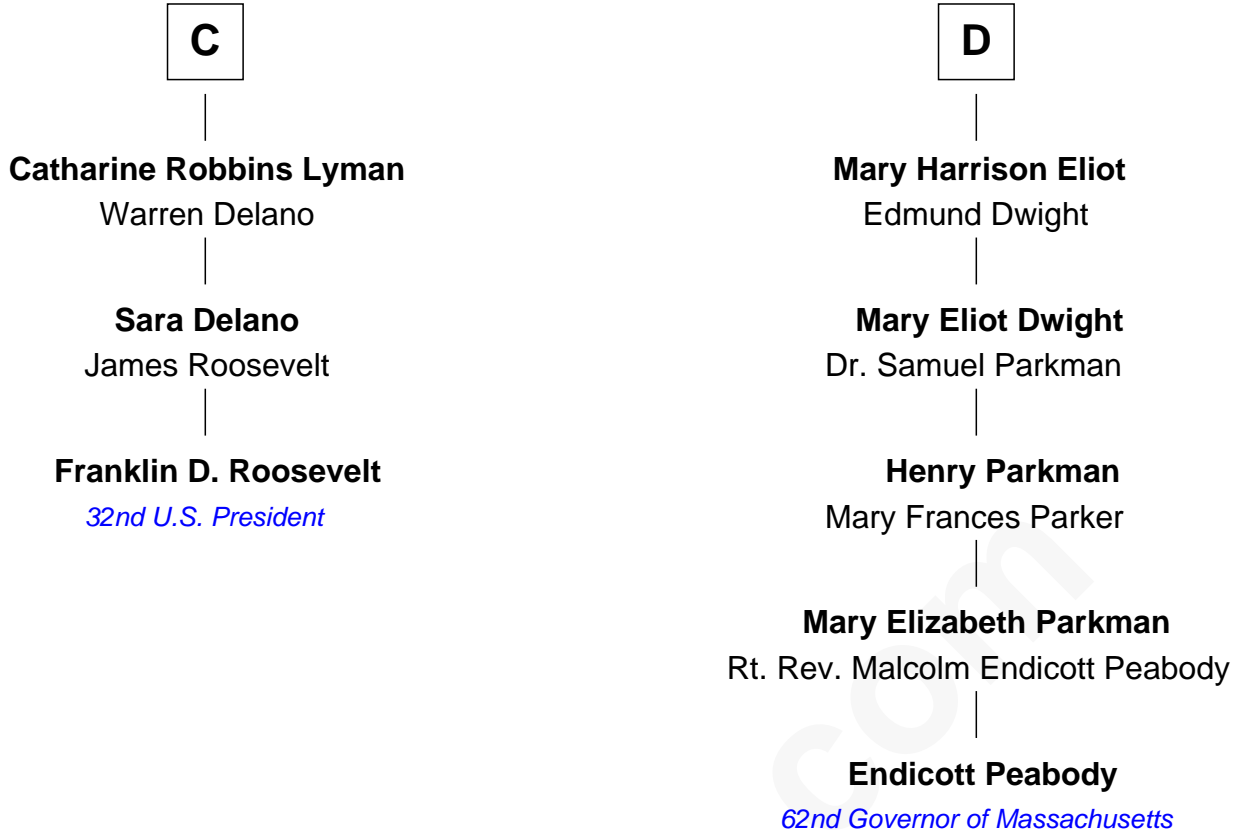 C
Catharine Robbins Lyman
Warren Delano
Sara Delano
James Roosevelt
Franklin D. Roosevelt
32nd U.S. President
D
Mary Harrison Eliot
Edmund Dwight
Mary Eliot Dwight
Dr. Samuel Parkman
Henry Parkman
Mary Frances Parker
Mary Elizabeth Parkman
Rt. Rev. Malcolm Endicott Peabody
Endicott Peabody
62nd Governor of Massachusetts
com